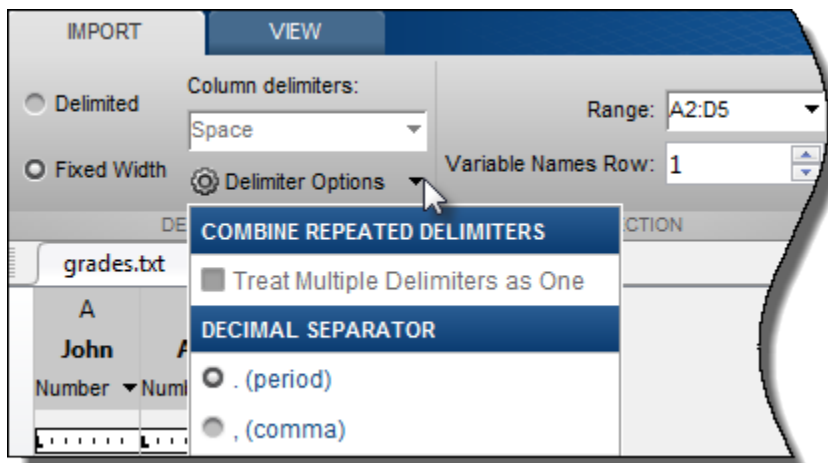 IMPORT
VIEW
Delimited
Column delimiters:
Space
Fixed Width
Delimiter Options
Range: A2:D5
Variable Names Row: 1
COMBINE REPEATED DELIMITERS
Treat Multiple Delimiters as One
DECIMAL SEPARATOR
. (period)
, (comma)
grades.txt
A
John
Number